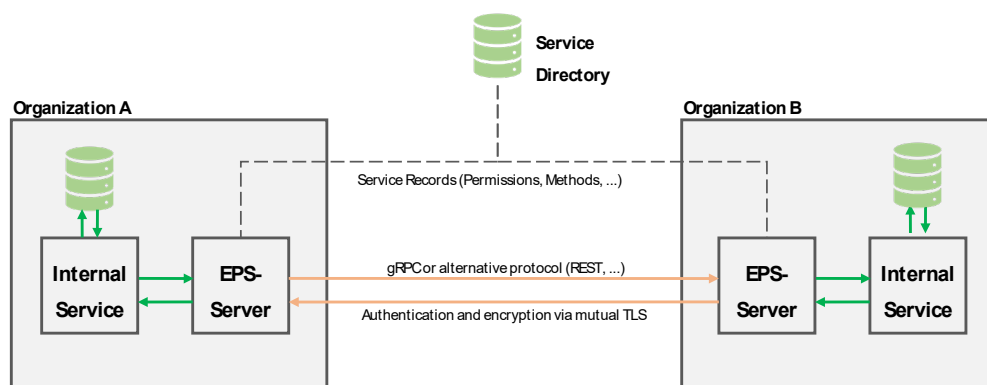 Service
Directory
Organization A
Organization B
Service Records (Permissions, Methods, ...)
Internal
Service
EPS-
Server
gRPCor alternative protocol (REST, ...)
Authentication and encryption via mutual TLS
EPS-
Server
Internal
Service